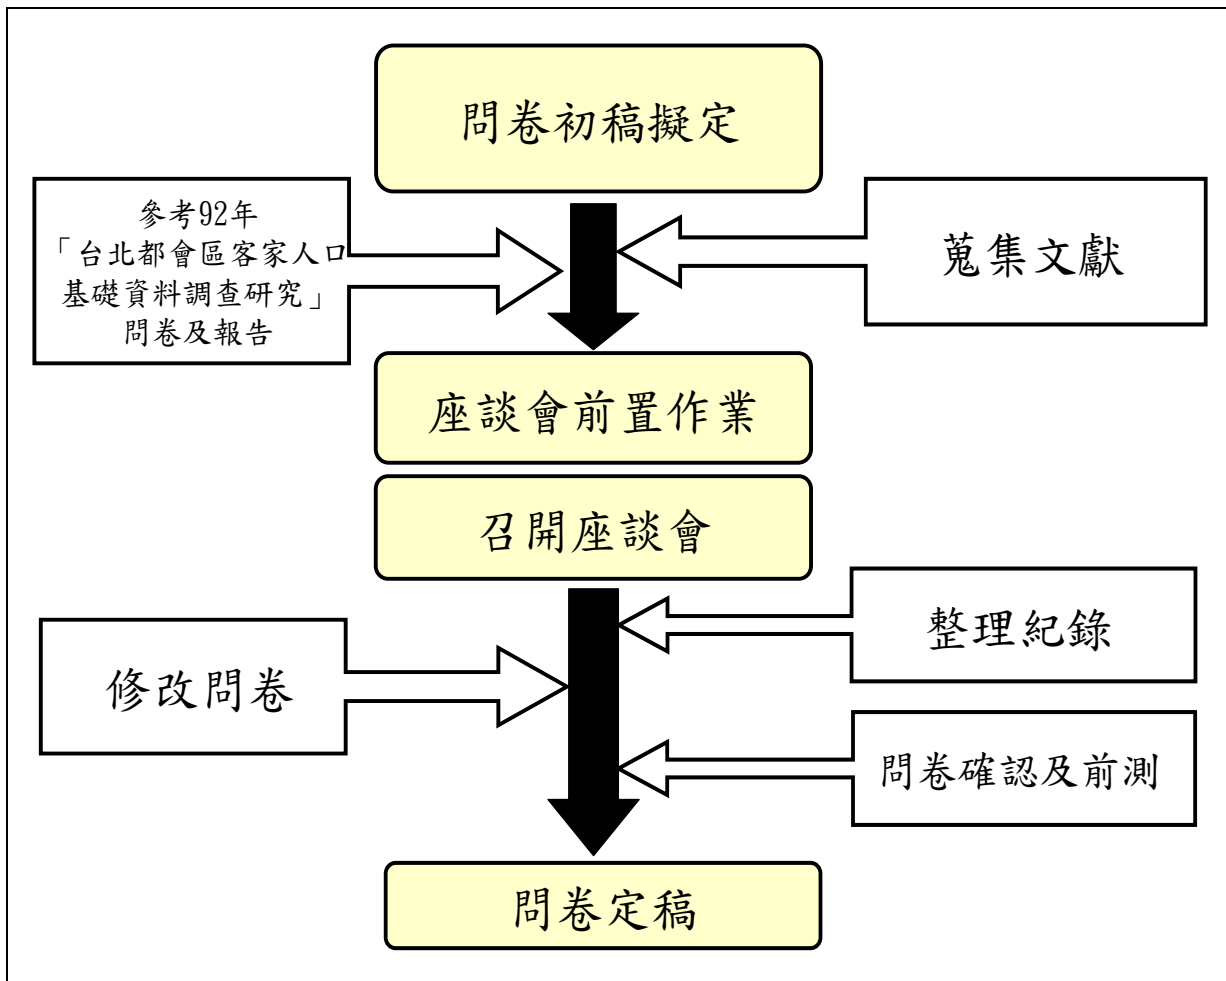 問卷初稿擬定
參考92年
「台北都會區客家人口
基礎資料調查研究」
問卷及報告
蒐集文獻
座談會前置作業
召開座談會
整理紀錄
修改問卷
問卷確認及前測
問卷定稿